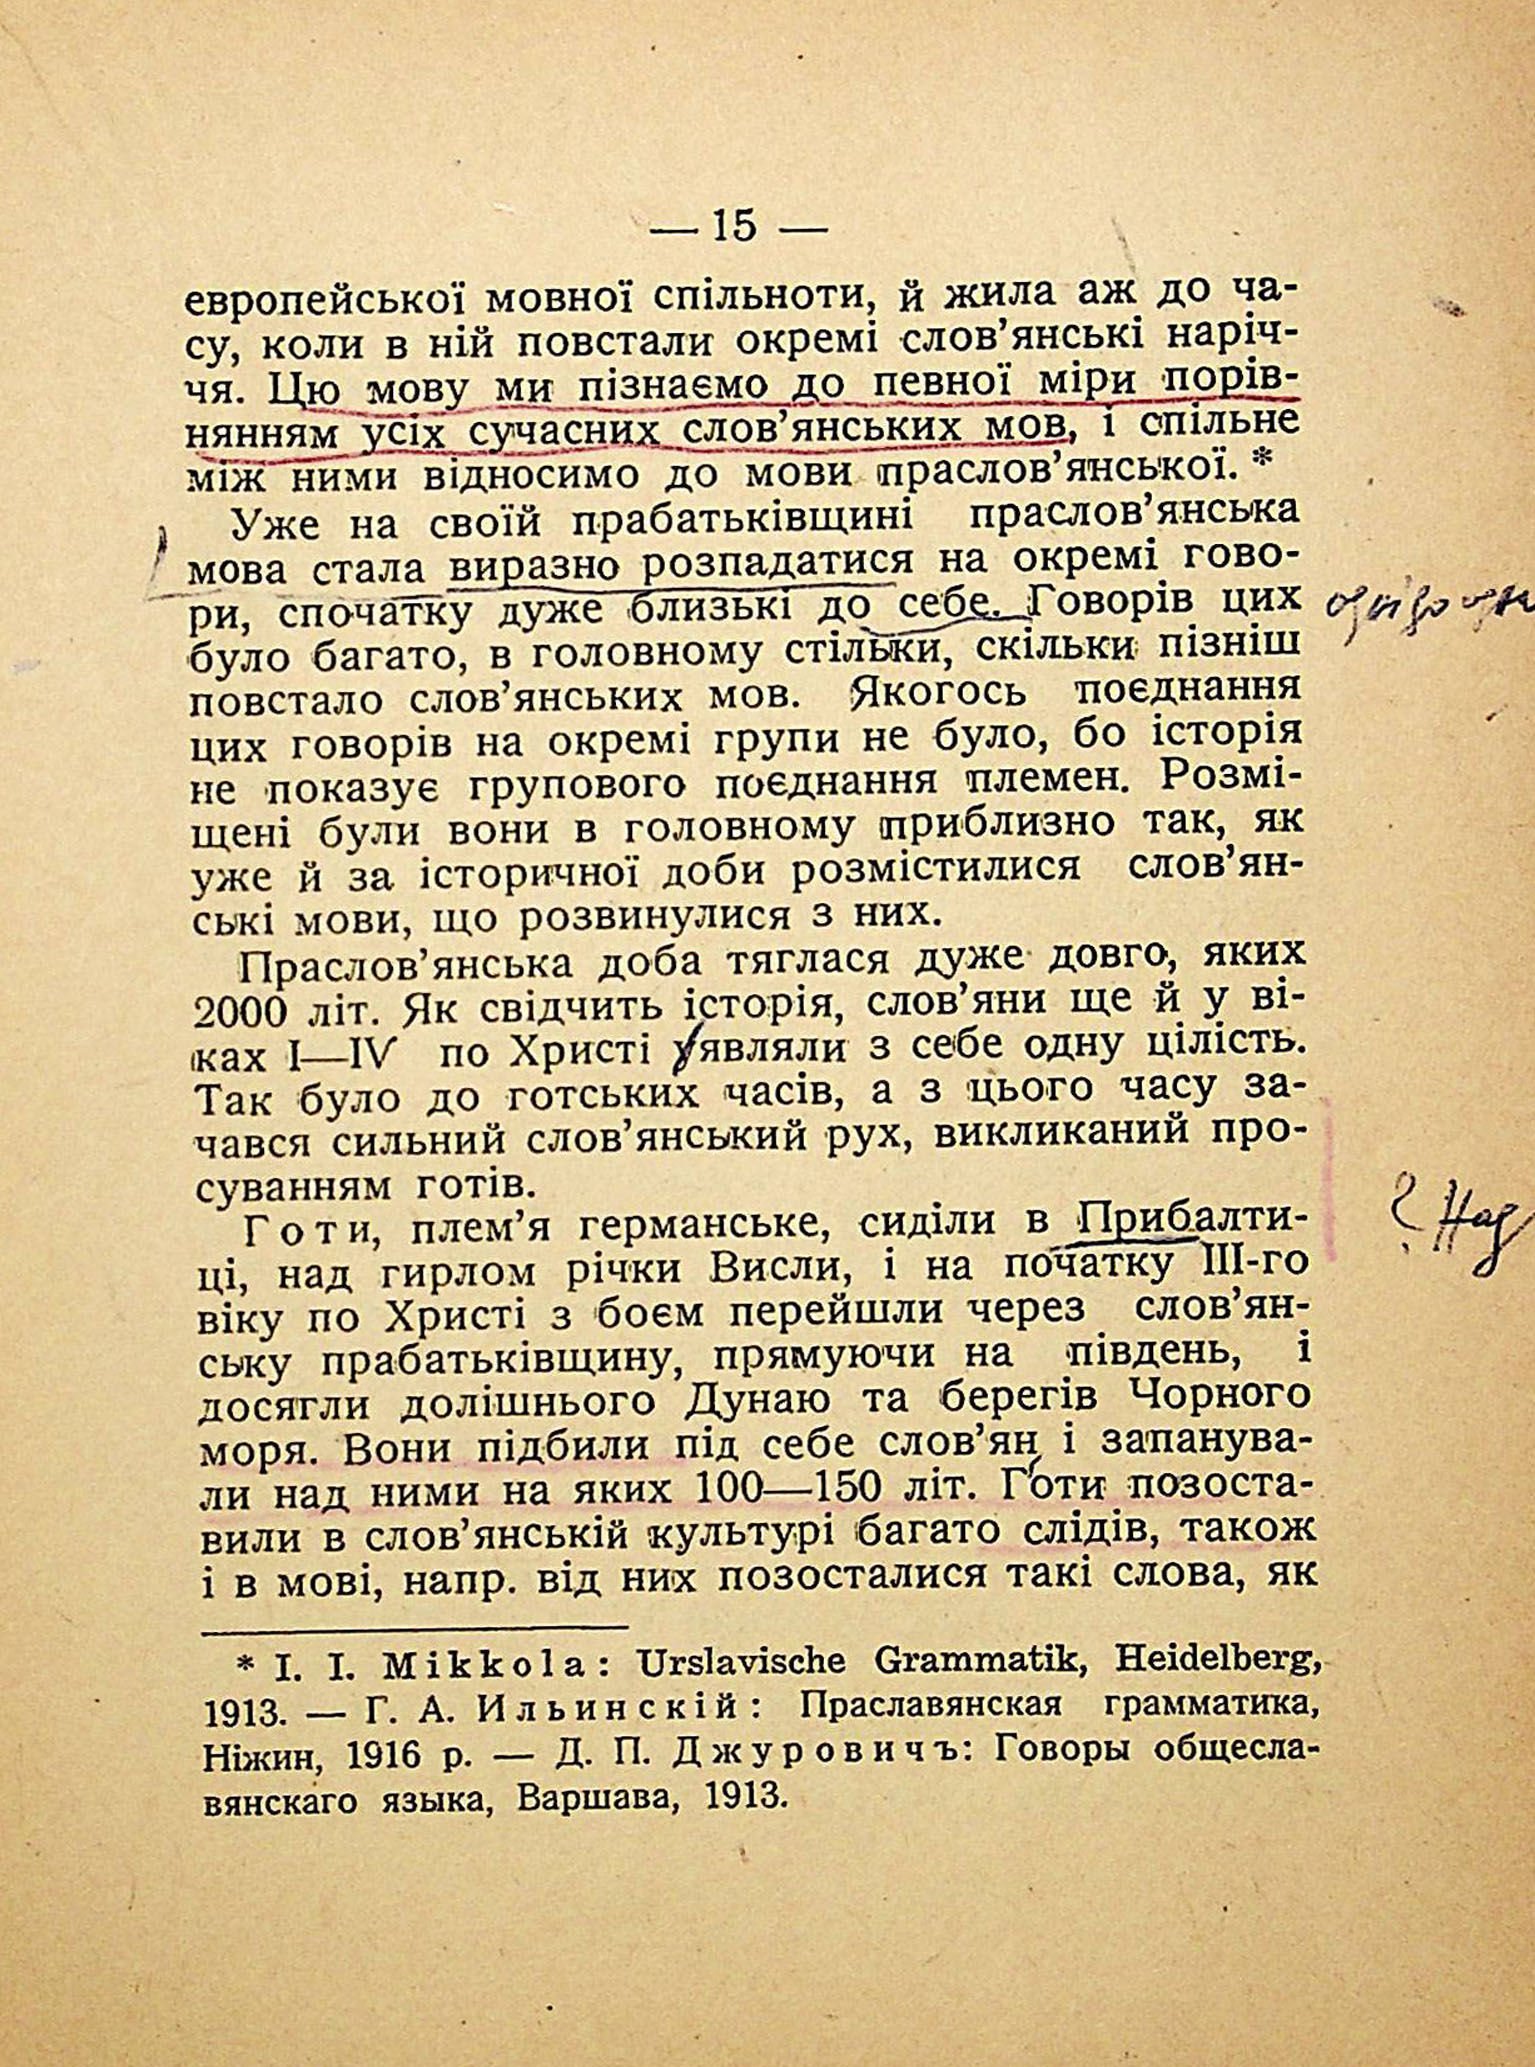 — 15 —
европейської мовної спільноти, й жила аж до ча-
су, коли в ній повстали окремі слов’янські наріч-
чя. Цю мову ми пізнаємо до певної міри порів-
нянням усіх сучасних слов’янських мов, і спільне
між ними відносимо до мови праслов’янської. *
Уже на своїй прабатьківщині праслов’янська
мова стала виразно розпадатися на окремі гово-
ри, спочатку дуже близькі до себе. Говорів цих
було багато, в головному стільки, скільки пізніш
повстало слов’янських мов. Якогось поєднання
цих говорів на окремі групи не було, бо історія
не показує групового поєднання племен. Розмі-
щені були вони в головному приблизно так, як
уже й за історичної доби розмістилися слов’ян-
ські мови, що розвинулися з них.
Праслов’янська доба тяглася дуже довго, яких
2000 літ. Як свідчить історія, слов’яни ще й у ві-
ках I—IV по Христі уявляли з себе одну цілість.
Так було до готських часів, а з цього часу за-
чався сильний слов’янський рух, викликаний про-
суванням готів.
Готи, плем’я германське, сиділи в Прибалти-
ці, над гирлом річки Висли, і на початку III-го
? Над
віку по Христі з боєм перейшли через слов’ян-
ську прабатьківщину, прямуючи на південь, і
досягли долішнього Дунаю та берегів Чорного
моря. Вони підбили під себе слов’ян і запанува-
ли над ними на яких 100—150 літ. Готи позоста-
вили в слов’янській культурі багато слідів, також
і в мові, напр. від них позосталися такі слова, як
* I. I. Mikkola: Urslavische Grammatik, Heidelberg,
1913. — Г. А. Ильинскій: Праславянская грамматика,
Ніжин, 1916 р. — Д. П. Джуровичъ: Говоры общесла-
вянскаго языка, Варшава, 1913.